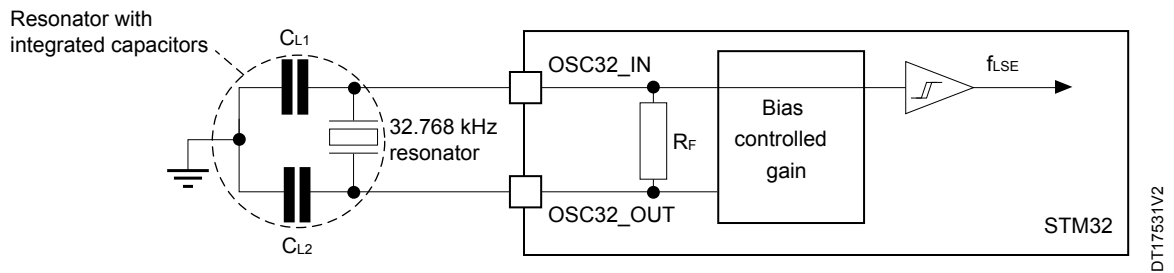 Resonator with
integrated capacitors
CL1
32.768 kHz
resonator
CL2
OSC32_IN
RF
OSC32_OUT
Bias
controlled
gain
fLSE
STM32
DT17531V2